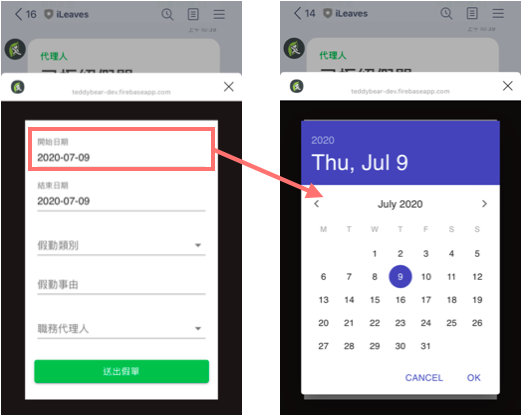 16 iLeaves
代理人
teddybear-dev.firebaseapp.com
開始日期
2020-07-09
結束日期
2020-07-09
假勤類別
假勤事由
職務代理人
送出假單
14 iLeaves
代理人
teddybear-dev.firebaseapp.com
2020
Thu, Jul 9
July 2020
M T W T F S S
1 2 3 4 5
6 7 8 9 10 11 12
13 14 15 16 17 18 19
20 21 22 23 24 25 26
27 28 29 30 31
CANCEL OK